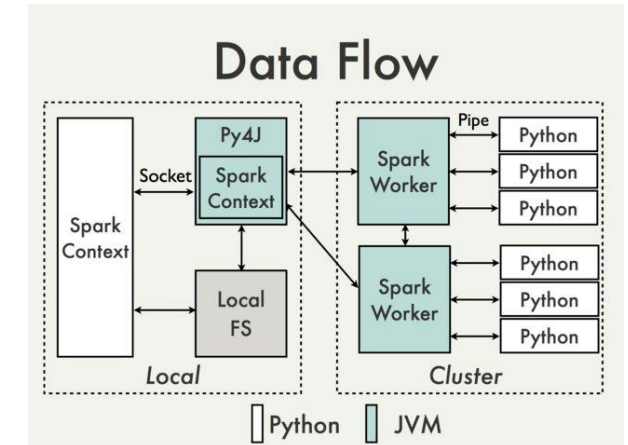 Data Flow
Py4J
Spark
Context
Socket
Spark
Context
Local
FS
Local
Spark
Worker
Pipe
Python
Python
Python
Spark
Worker
Python
Python
Python
Cluster
Python
JVM